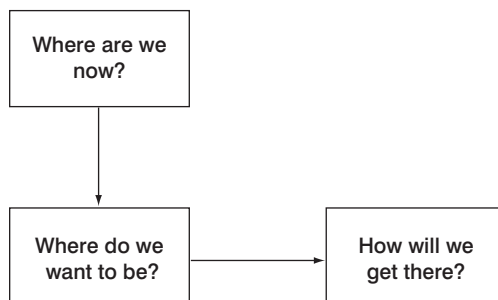 Where are we
now?
Where do we
want to be?
How will we
get there?